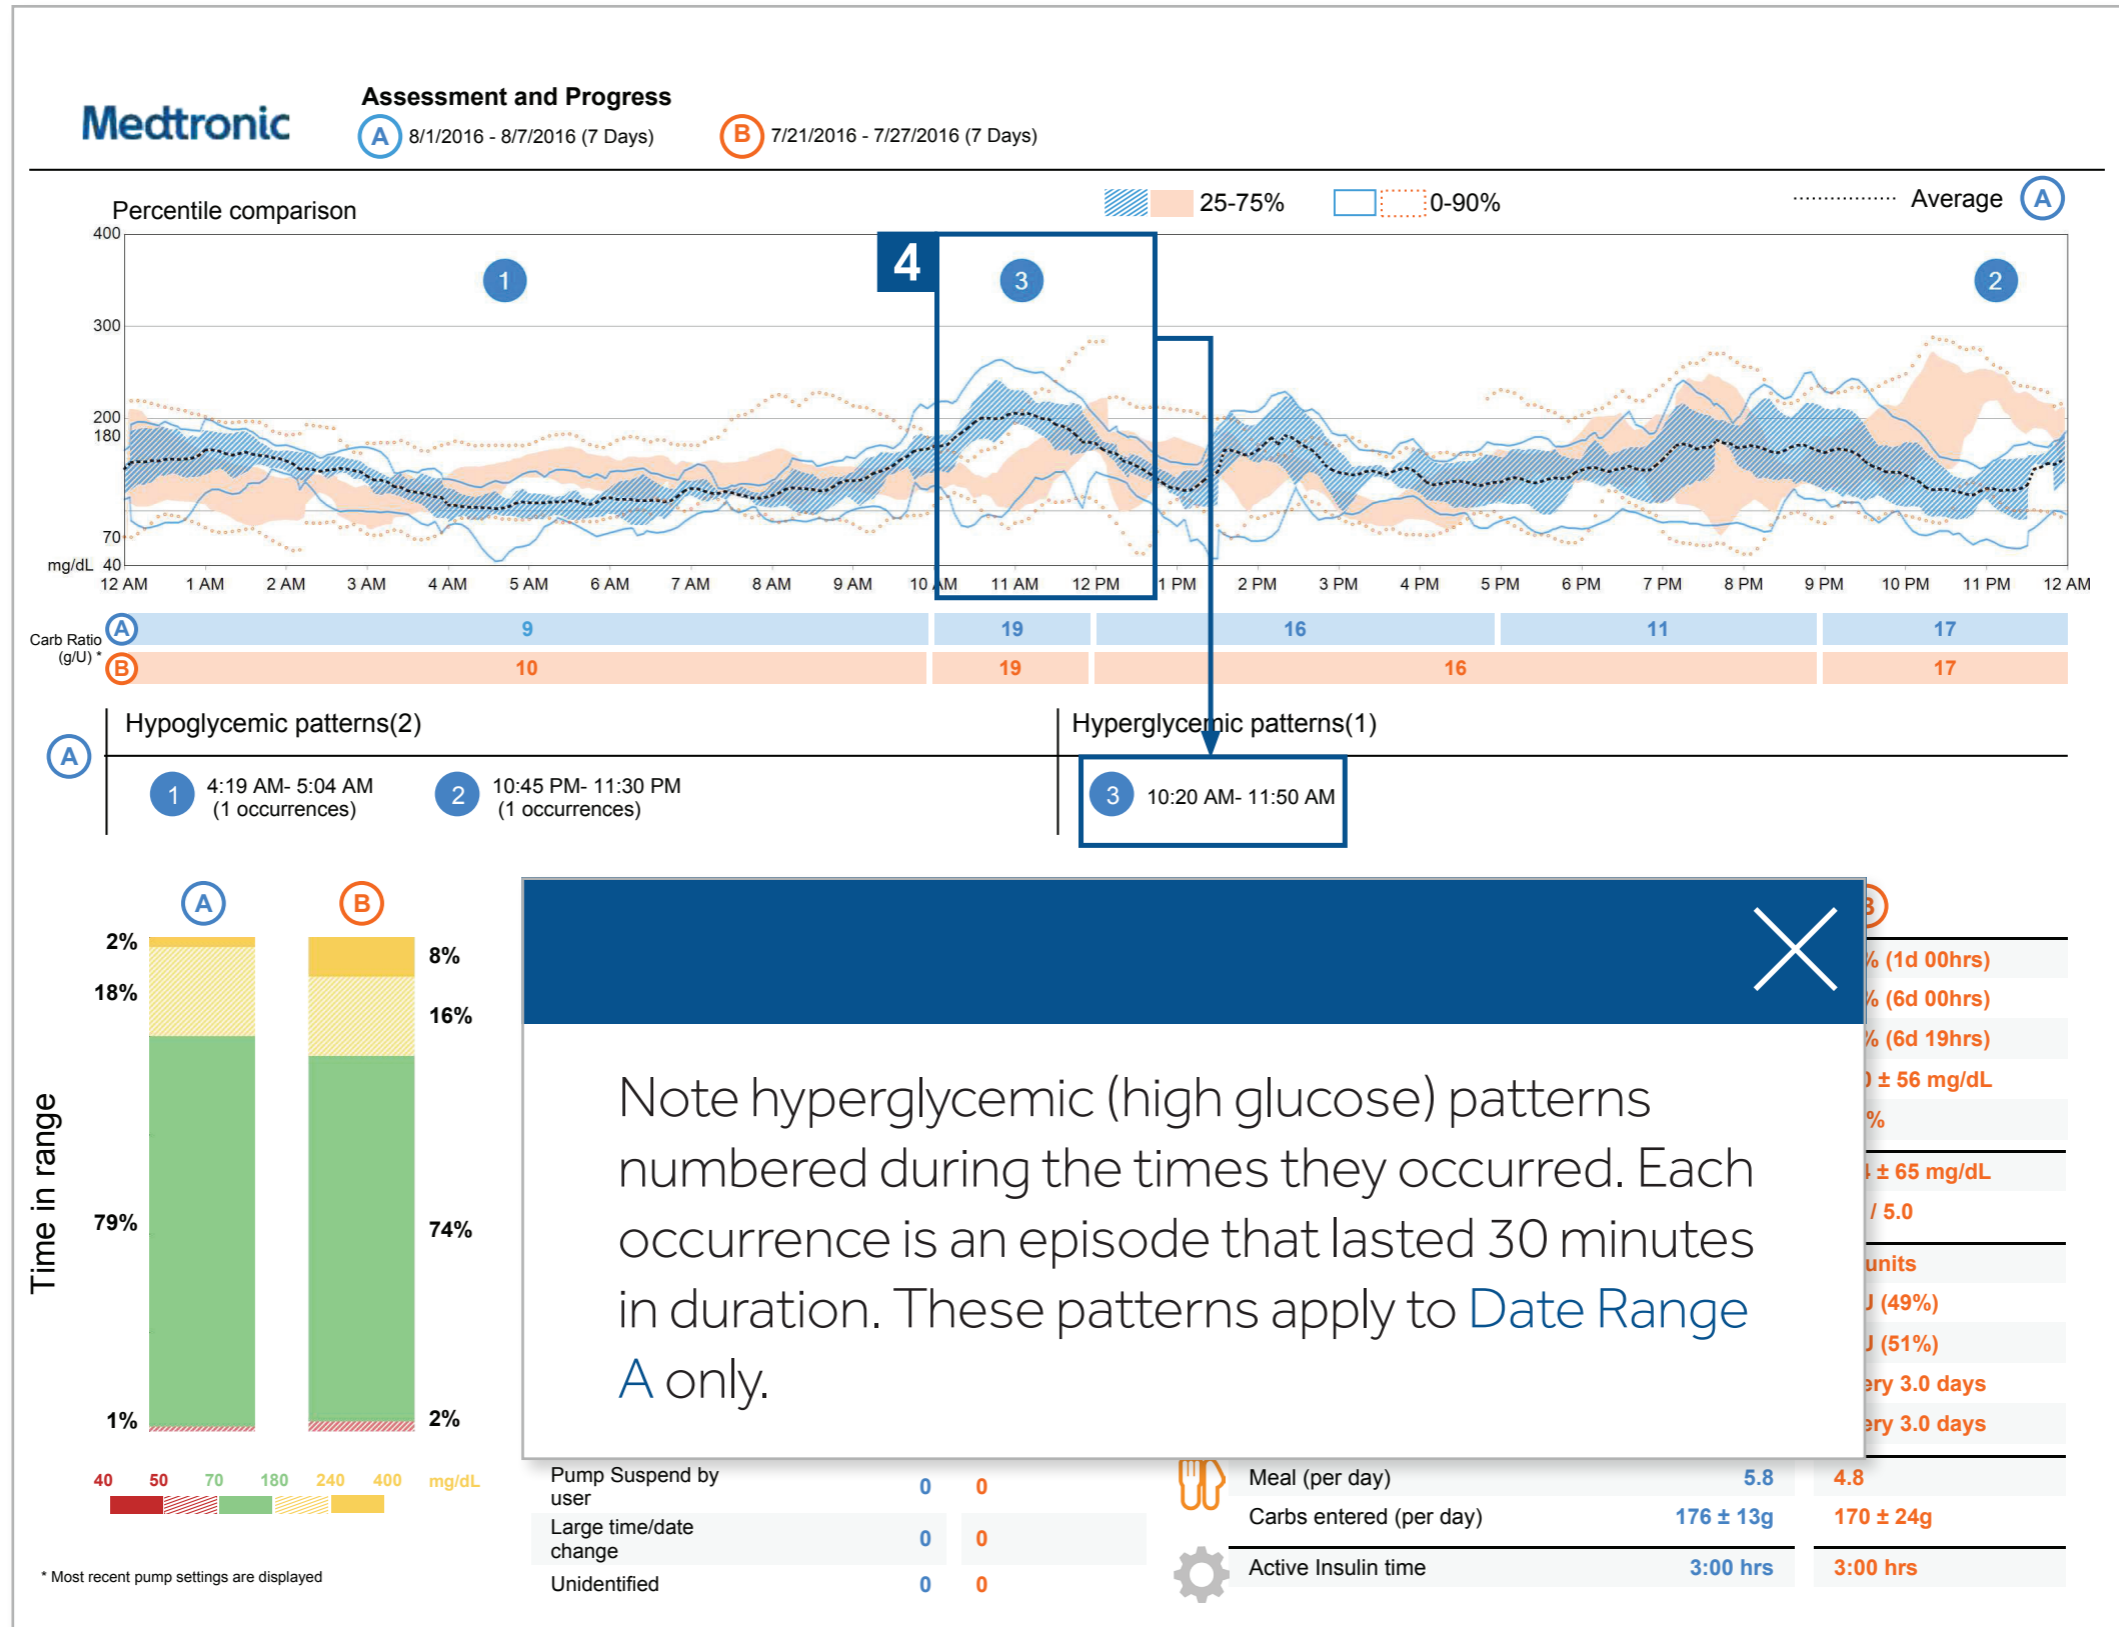 Medtronic
Assessment and Progress
A 8/1/2016 - 8/7/2016 (7 Days) B 7/21/2016 - 7/27/2016 (7 Days)
Percentile comparison 25-75% 0-90% Average A
400
4
1 3 2
300
200
180
70
mg/dL 40
12 AM 1 AM 2 AM 3 AM 4 AM 5 AM 6 AM 7 AM 8 AM 9 AM 10 AM 11 AM 12 PM 1 PM 2 PM 3 PM 4 PM 5 PM 6 PM 7 PM 8 PM 9 PM 10 PM 11 PM 12 AM
Carb Ratio
(g/U) *
A 9 19 16 11 17
B 10 19 16 17
A
Hypoglycemic patterns(2) Hyperglycemic patterns(1)
1 4:19 AM- 5:04 AM
(1 occurrences)
2 10:45 PM- 11:30 PM
(1 occurrences)
3 10:20 AM- 11:50 AM
Time in range
A B
2% 8%
18% 16%
79% 74%
1% 2%
40 50 70 180 240 400 mg/dL
Note hyperglycemic (high glucose) patterns
numbered during the times they occurred. Each
occurrence is an episode that lasted 30 minutes
in duration. These patterns apply to Date Range
A only.
% (1d 00hrs)
% (6d 00hrs)
% (6d 19hrs)
± 56 mg/dL
%
± 65 mg/dL
/ 5.0
units
(49%)
(51%)
3.0 days
3.0 days
Pump Suspend by
user 0 0
Large time/date
change 0 0
Unidentified 0 0
Meal (per day) 5.8 4.8
Carbs entered (per day) 176 ± 13g 170 ± 24g
Active Insulin time 3:00 hrs 3:00 hrs
* Most recent pump settings are displayed